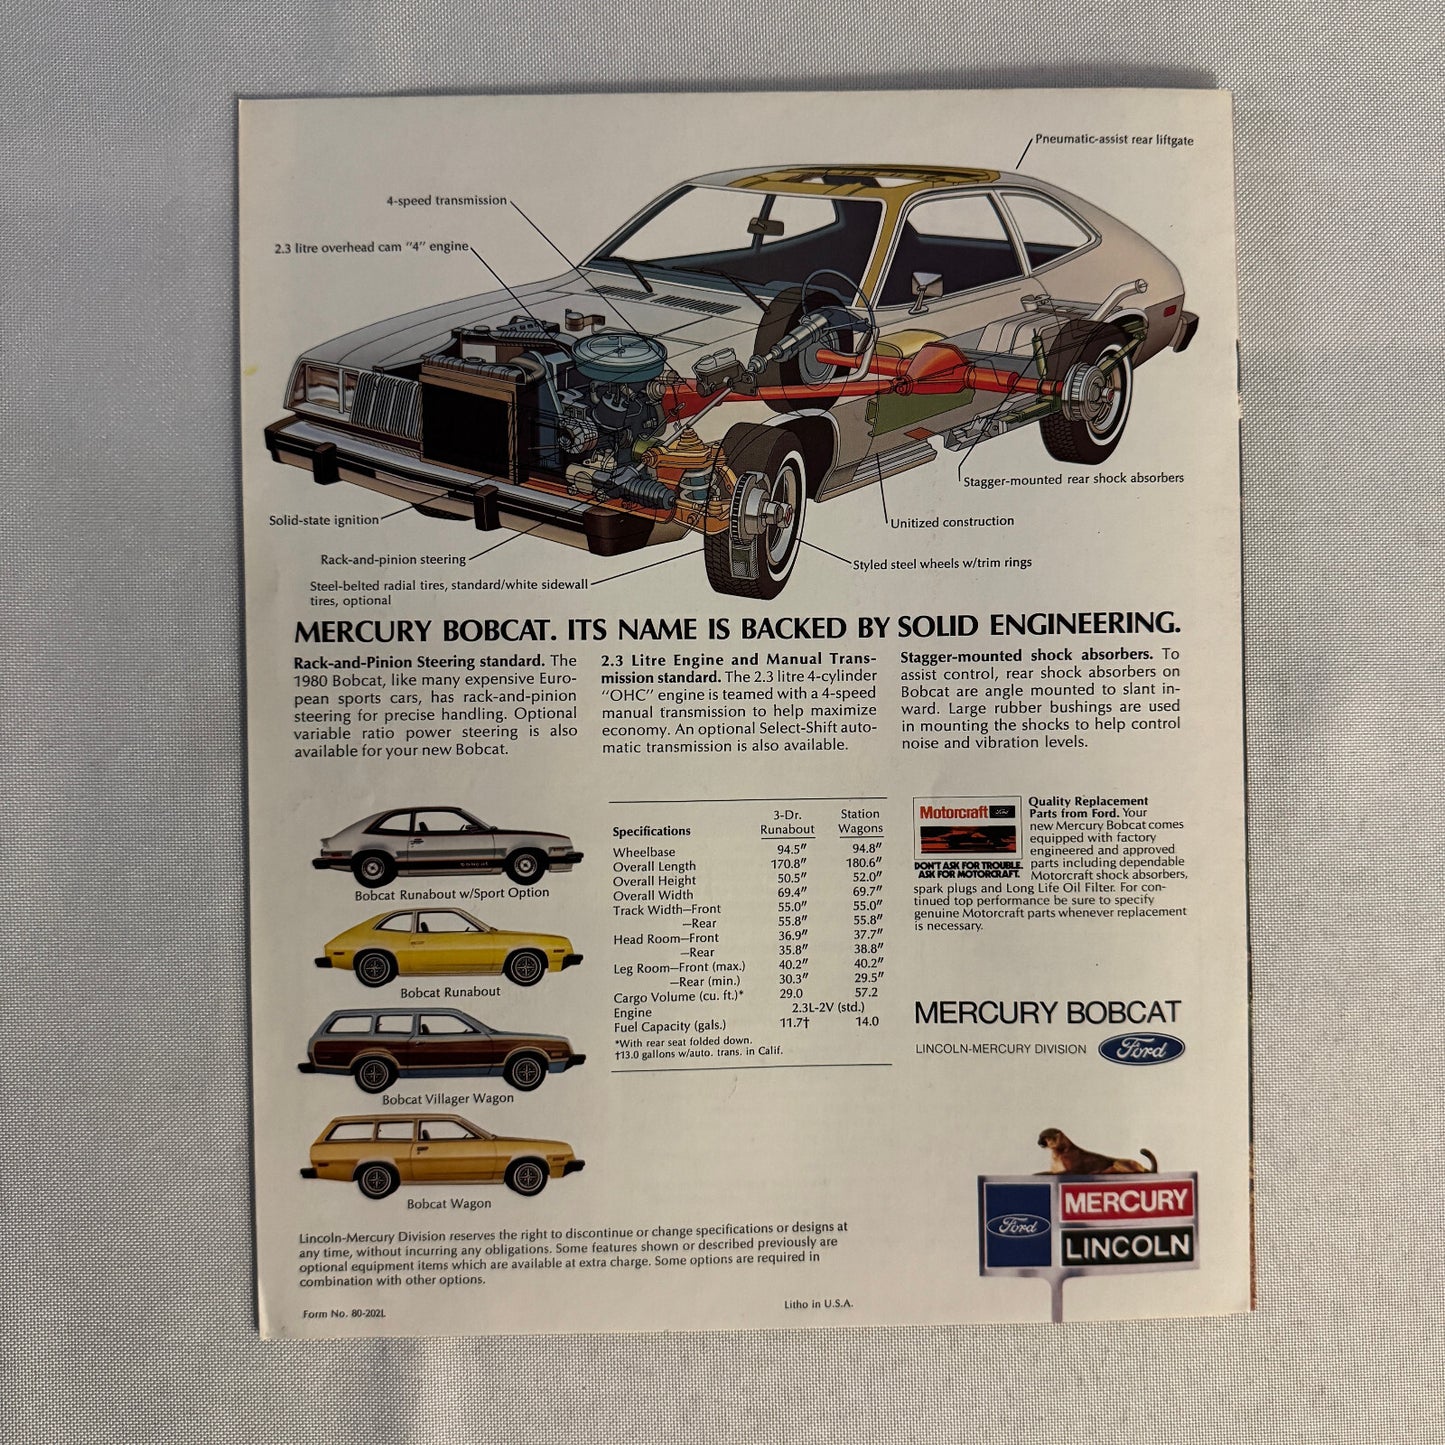 Pneumatic-assist rear liftgate
4-speed transmission
2.3 litre overhead cam "4" engine
Stagger-mounted rear shock absorbers
Solid-state ignition
Unitized construction
Rack-and-pinion steering
Styled steel wheels w/trim rings
Steel-belted radial tires, standard/white sidewall
tires, optional
MERCURY BOBCAT. ITS NAME IS BACKED BY SOLID ENGINEERING.
Rack-and-Pinion Steering standard. The
1980 Bobcat, like many expensive Euro-
pean sports cars, has rack-and-pinion
steering for precise handling. Optional
variable ratio power steering is also
available for your new Bobcat.
2.3 Litre Engine and Manual Trans-
mission standard. The 2.3 litre 4-cylinder
"OHC" engine is teamed with a 4-speed
manual transmission to help maximize
economy. An optional Select-Shift auto-
matic transmission is also available.
Stagger-mounted shock absorbers. To
assist control, rear shock absorbers on
Bobcat are angle mounted to slant in-
ward. Large rubber bushings are used
in mounting the shocks to help control
noise and vibration levels.
bobcat
Bobcat Runabout w/Sport Option
Bobcat Runabout
Bobcat Villager Wagon
Bobcat Wagon
Specifications 3-Dr. Runabout Station Wagons
Wheelbase 94.5" 94.8"
Overall Length 170.8" 180.6"
Overall Height 50.5" 52.0"
Overall Width 69.4" 69.7"
Track Width—Front 55.0" 55.0"
—Rear 55.8" 55.8"
Head Room—Front 36.9" 37.7"
—Rear 35.8" 38.8"
Leg Room—Front (max.) 40.2" 40.2"
—Rear (min.) 30.3" 29.5"
Cargo Volume (cu. ft.)* 29.0 57.2
Engine 2.3L-2V (std.)
Fuel Capacity (gals.) 11.7† 14.0
*With rear seat folded down.
†13.0 gallons w/auto. trans. in Calif.
Motorcraft Ford
DON'T ASK FOR TROUBLE.
ASK FOR MOTORCRAFT.
Quality Replacement
Parts from Ford. Your
new Mercury Bobcat comes
equipped with factory
engineered and approved
parts including dependable
Motorcraft shock absorbers,
spark plugs and Long Life Oil Filter. For con-
tinued top performance be sure to specify
genuine Motorcraft parts whenever replacement
is necessary.
MERCURY BOBCAT
LINCOLN-MERCURY DIVISION Ford
Ford
MERCURY
LINCOLN
Lincoln-Mercury Division reserves the right to discontinue or change specifications or designs at
any time, without incurring any obligations. Some features shown or described previously are
optional equipment items which are available at extra charge. Some options are required in
combination with other options.
Form No. 80-202L
Litho in U.S.A.